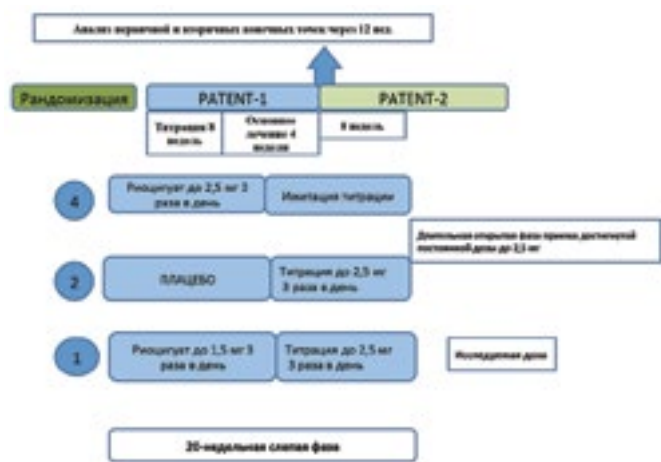 Анализ первичной и вторичных конечных точек через 12 нед.
Рандомизация
PATENT-1
PATENT-2
Титрация 8
недель
Основное
лечение 4
недели
8 недель
4
Риоцигуат до 2,5 мг 3
раза в день
Имитация титрации
Длительная открытая фаза приема достигнутой
постоянной дозы до 2,5 мг
2
ПЛАЦЕБО
Титрация до 2,5 мг
3 раза в день
1
Риоцигуат до 1,5 мг 3
раза в день
Титрация до 2,5 мг
3 раза в день
Исследуемая доза
20-недельная слепая фаза